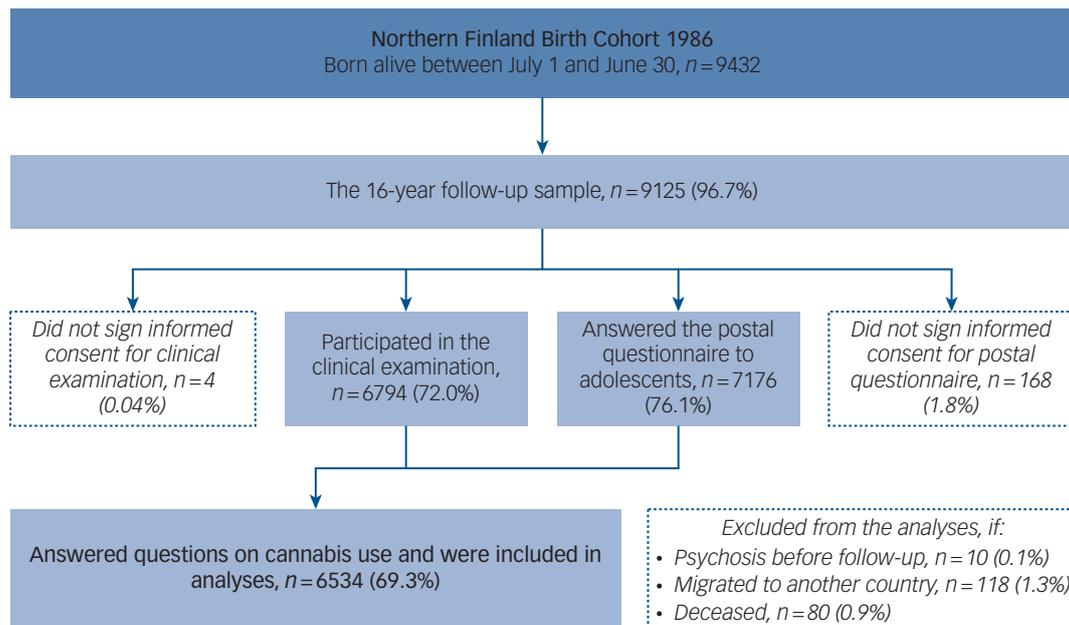 Northern Finland Birth Cohort 1986
Born alive between July 1 and June 30, n=9432
The 16-year follow-up sample, n=9125 (96.7%)
Did not sign informed
consent for clinical
examination, n=4
(0.04%)
Participated in the
clinical examination,
n=6794 (72.0%)
Answered the postal
questionnaire to
adolescents, n=7176
(76.1%)
Did not sign informed
consent for postal
questionnaire, n=168
(1.8%)
Answered questions on cannabis use and were included in
analyses, n=6534 (69.3%)
Excluded from the analyses, if:
• Psychosis before follow-up, n=10 (0.1%)
• Migrated to another country, n=118 (1.3%)
• Deceased, n=80 (0.9%)